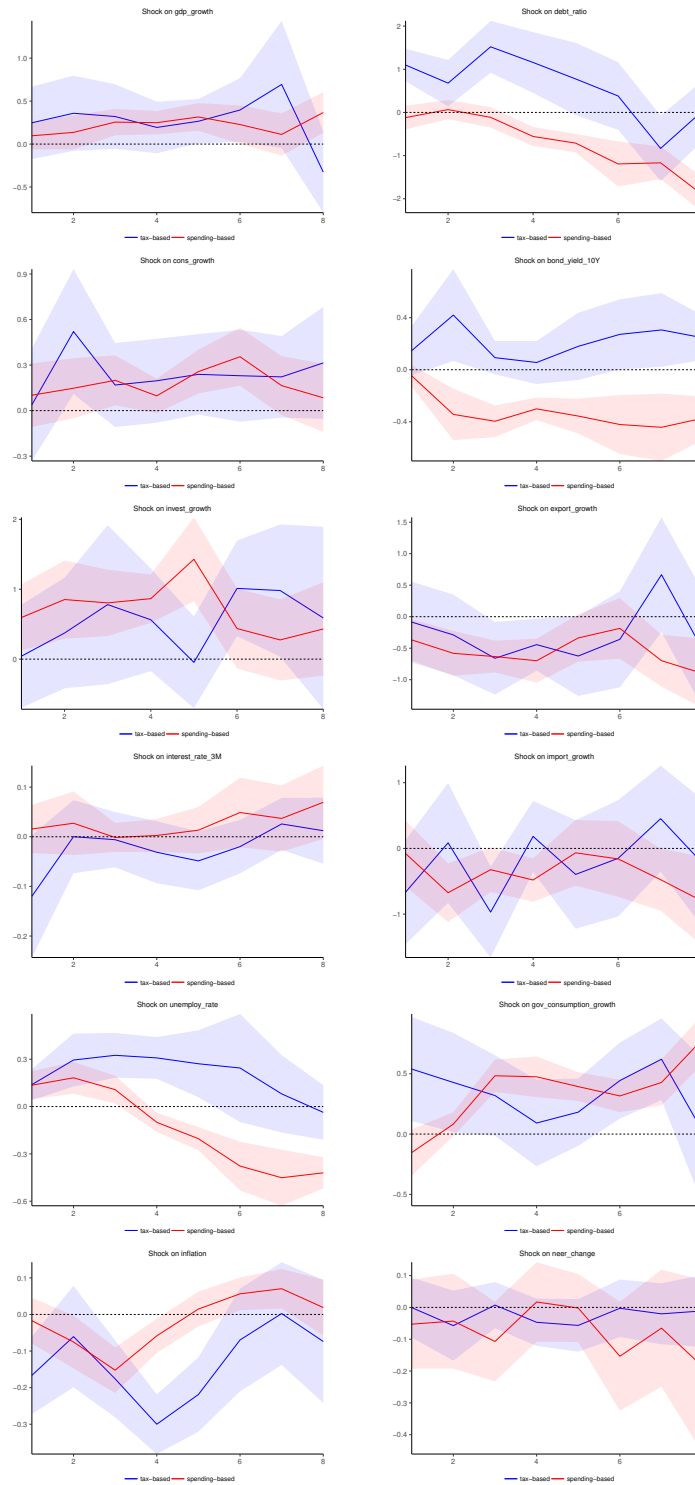 Shock on gdp_growth
1.0
0.5
0.0
−0.5
2 4 6 8
tax−based spending−based
Shock on debt_ratio
2
1
0
−1
−2
2 4 6
tax−based spending−based
Shock on cons_growth
0.9
0.6
0.3
0.0
−0.3
2 4 6 8
tax−based spending−based
Shock on bond_yield_10Y
0.4
0.0
−0.4
2 4 6
tax−based spending−based
Shock on invest_growth
2
1
0
2 4 6 8
tax−based spending−based
Shock on export_growth
1.5
1.0
0.5
0.0
−0.5
−1.0
2 4 6
tax−based spending−based
Shock on interest_rate_3M
0.1
0.0
−0.1
−0.2
2 4 6 8
tax−based spending−based
Shock on import_growth
1
0
−1
2 4 6
tax−based spending−based
Shock on unemploy_rate
0.3
0.0
−0.3
−0.6
2 4 6 8
tax−based spending−based
Shock on gov_consumption_growth
0.5
0.0
−0.5
2 4 6
tax−based spending−based
Shock on inflation
0.1
0.0
−0.1
−0.2
−0.3
2 4 6 8
tax−based spending−based
Shock on neer_change
0.1
0.0
−0.1
−0.2
−0.3
−0.4
2 4 6
tax−based spending−based